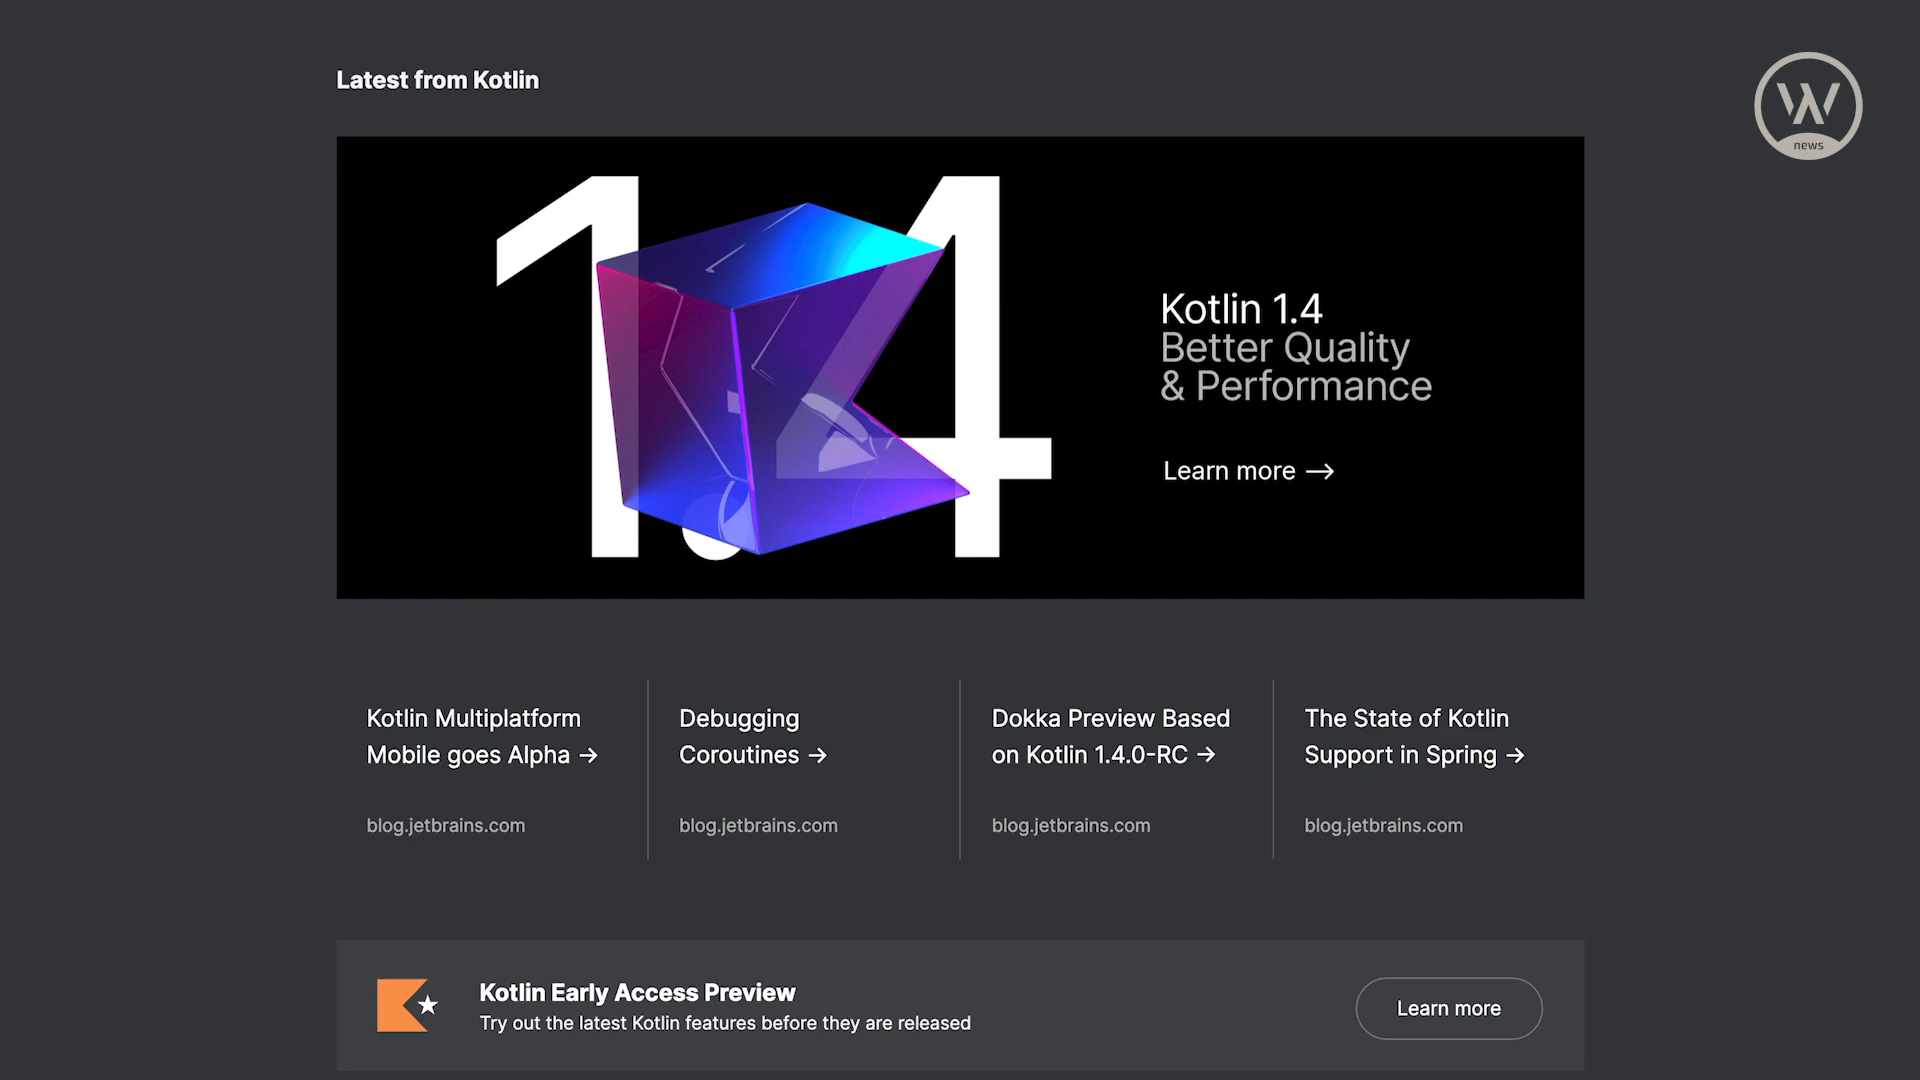 Latest from Kotlin
W
news
1.4
Kotlin 1.4
Better Quality
& Performance
Learn more →
Kotlin Multiplatform
Mobile goes Alpha →
blog.jetbrains.com
Debugging
Coroutines →
blog.jetbrains.com
Dokka Preview Based
on Kotlin 1.4.0-RC →
blog.jetbrains.com
The State of Kotlin
Support in Spring →
blog.jetbrains.com
Kotlin Early Access Preview
Try out the latest Kotlin features before they are released
Learn more